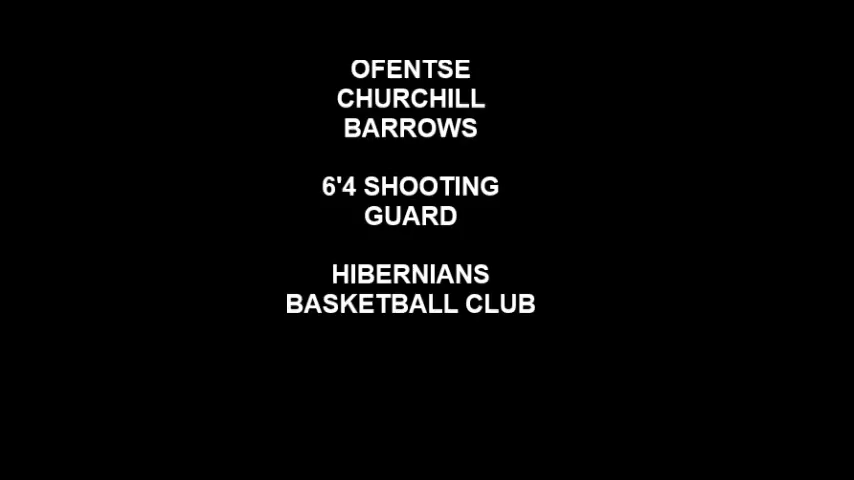 OFENTSE
CHURCHILL
BARROWS
6'4 SHOOTING
GUARD
HIBERNIANS
BASKETBALL CLUB